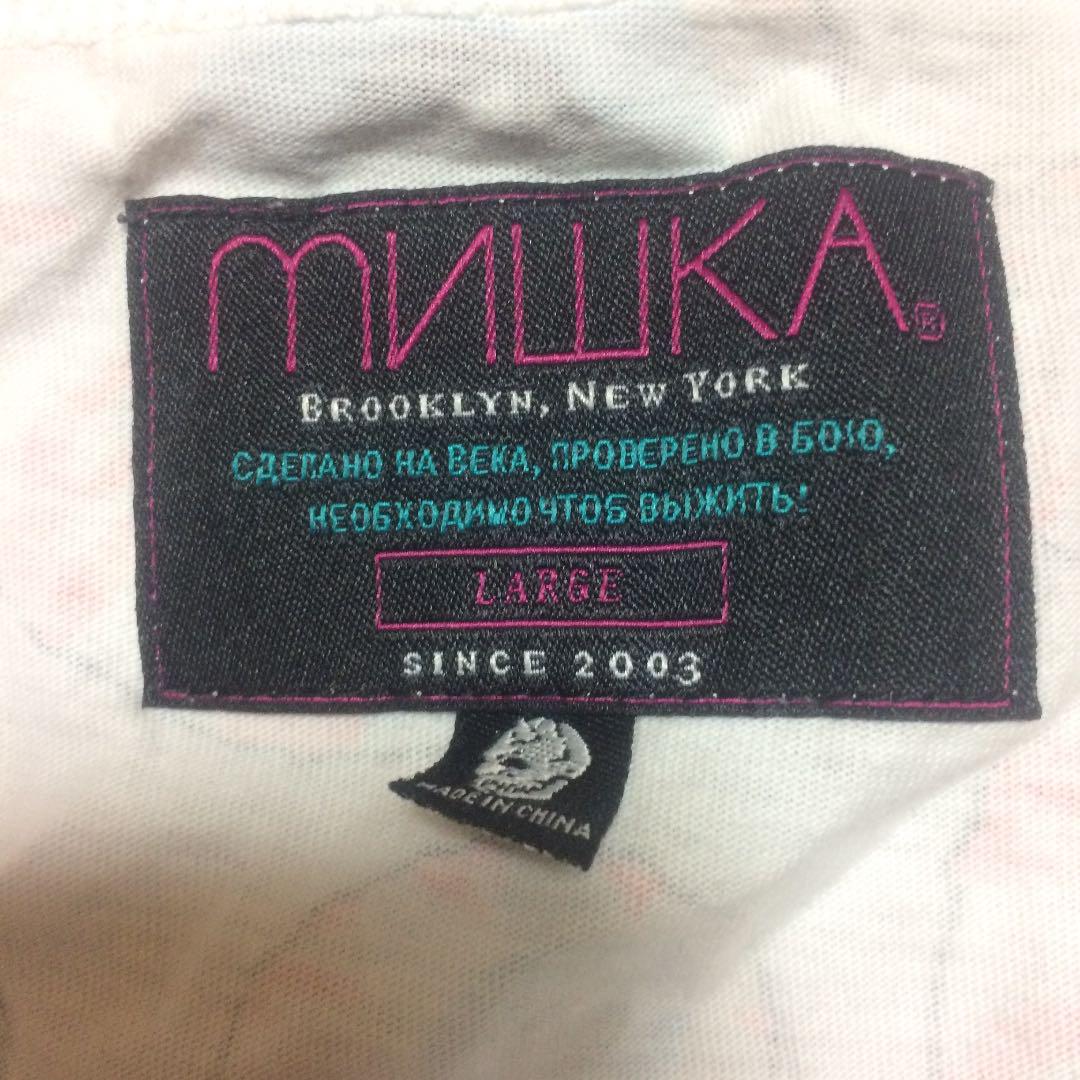 МИШКА®
BROOKLYN, NEW YORK
СДЕЛАНО НА ВЕКА, ПРОВЕРЕНО В БОЮ,
НЕОБХОДИМО ЧТОБ ВЫЖИТЬ!
LARGE
SINCE 2003
MADE IN CHINA